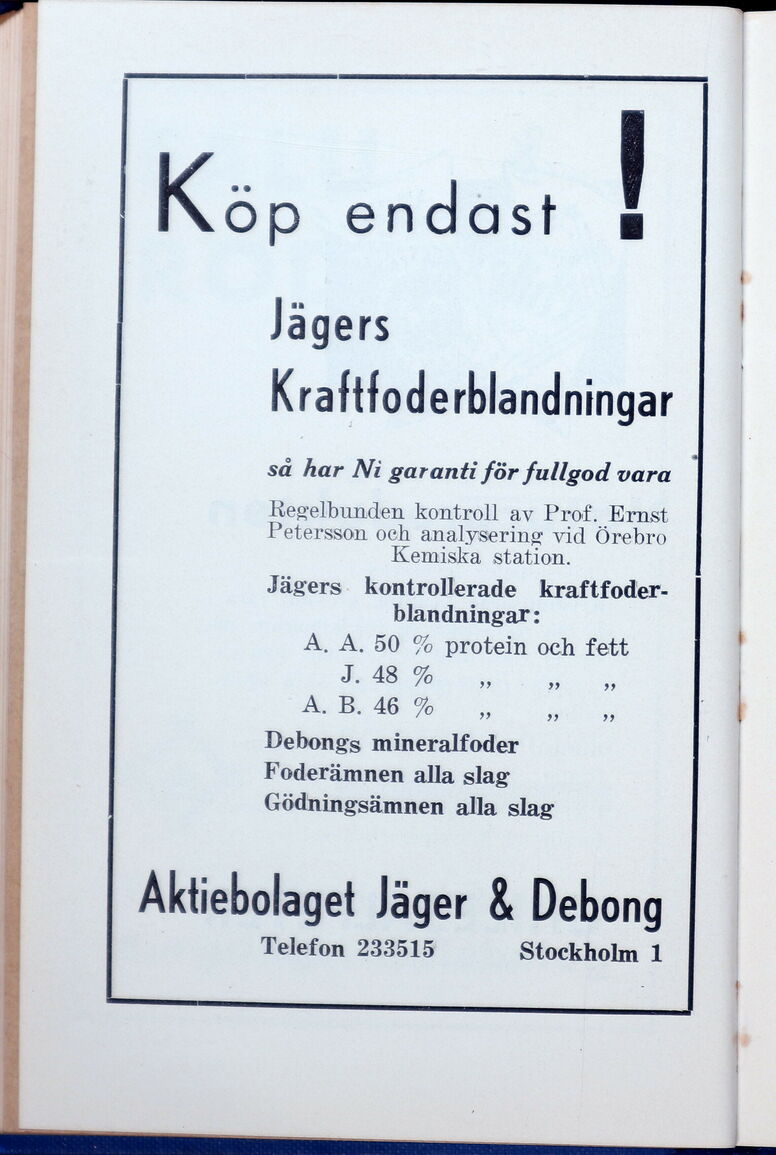 Köp endast !
Jägers
Kraftfoderblandningar
så har Ni garanti för fullgod vara
Regelbunden kontroll av Prof. Ernst
Petersson och analysering vid Örebro
Kemiska station.
Jägers kontrollerade kraftfoder-
blandningar:
A. A. 50 % protein och fett
J. 48 % „ „ „
A. B. 46 % „ „ „
Debongs mineralfoder
Foderämnen alla slag
Gödningsämnen alla slag
Aktiebolaget Jäger & Debong
Telefon 233515 Stockholm 1